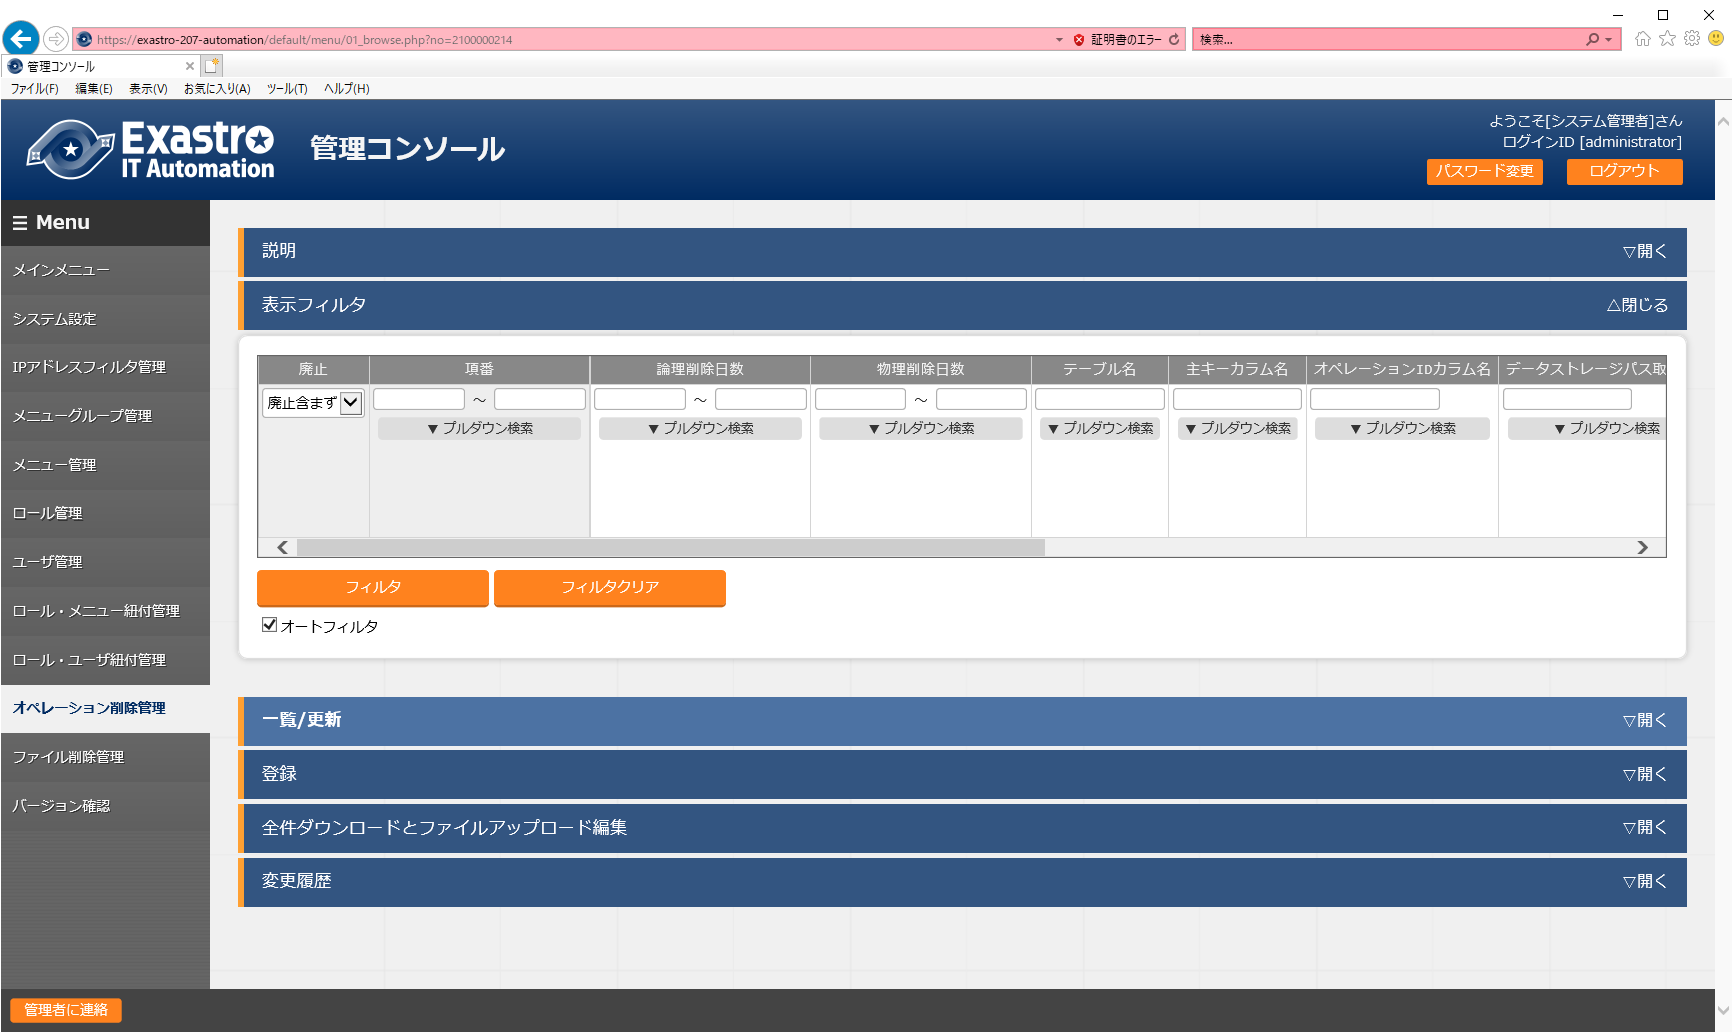 https://exastro-207-automation/default/menu/01_browse.php?no=2100000214
証明書のエラー
検索...
管理コンソール
ファイル(F) 編集(E) 表示(V) お気に入り(A) ツール(T) ヘルプ(H)
Exastro
IT Automation
管理コンソール
ようこそ[システム管理者]さん
ログインID [administrator]
パスワード変更
ログアウト
☰ Menu
メインメニュー
システム設定
IPアドレスフィルタ管理
メニューグループ管理
メニュー管理
ロール管理
ユーザ管理
ロール・メニュー紐付管理
ロール・ユーザ紐付管理
オペレーション削除管理
ファイル削除管理
バージョン確認
説明 ▽開く
表示フィルタ △閉じる
廃止 項番 論理削除日数 物理削除日数 テーブル名 主キーカラム名 オペレーションIDカラム名 データストレージパス取
廃止含まず ～ ～ ～
▼ プルダウン検索 ▼ プルダウン検索 ▼ プルダウン検索 ▼ プルダウン検索 ▼ プルダウン検索 ▼ プルダウン検索 ▼ プルダウン検索
フィルタ フィルタクリア
オートフィルタ
一覧/更新 ▽開く
登録 ▽開く
全件ダウンロードとファイルアップロード編集 ▽開く
変更履歴 ▽開く
管理者に連絡